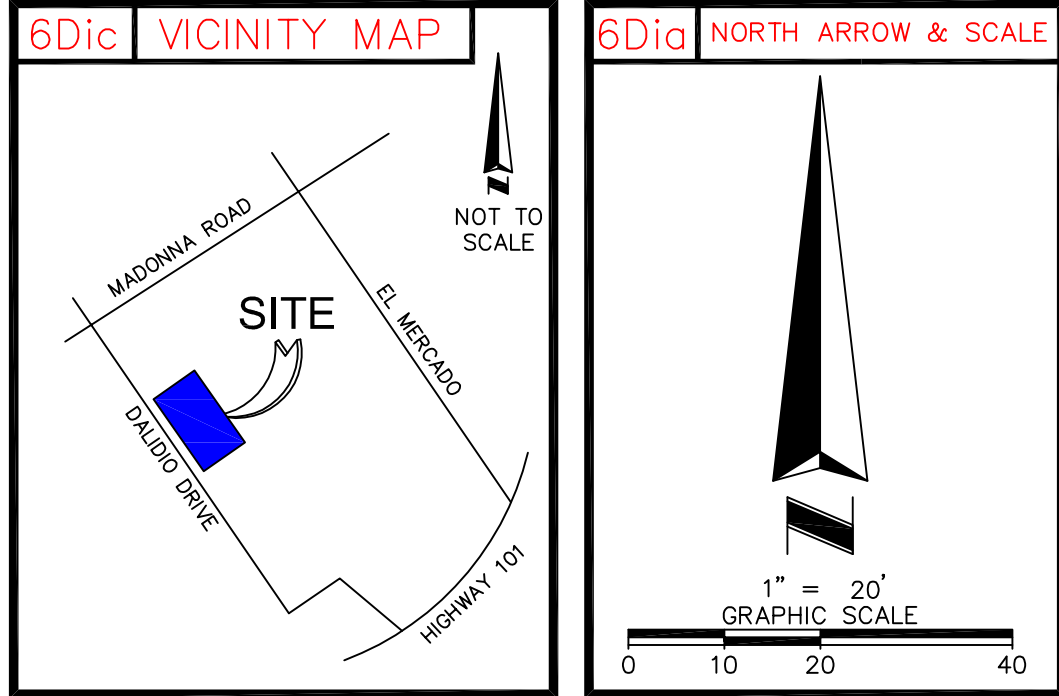 6Dic VICINITY MAP
N
NOT TO
SCALE
MADONNA ROAD
SITE
EL MERCADO
DALIDIO DRIVE
HIGHWAY 101
6Dia NORTH ARROW & SCALE
N
1" = 20'
GRAPHIC SCALE
0 10 20 40